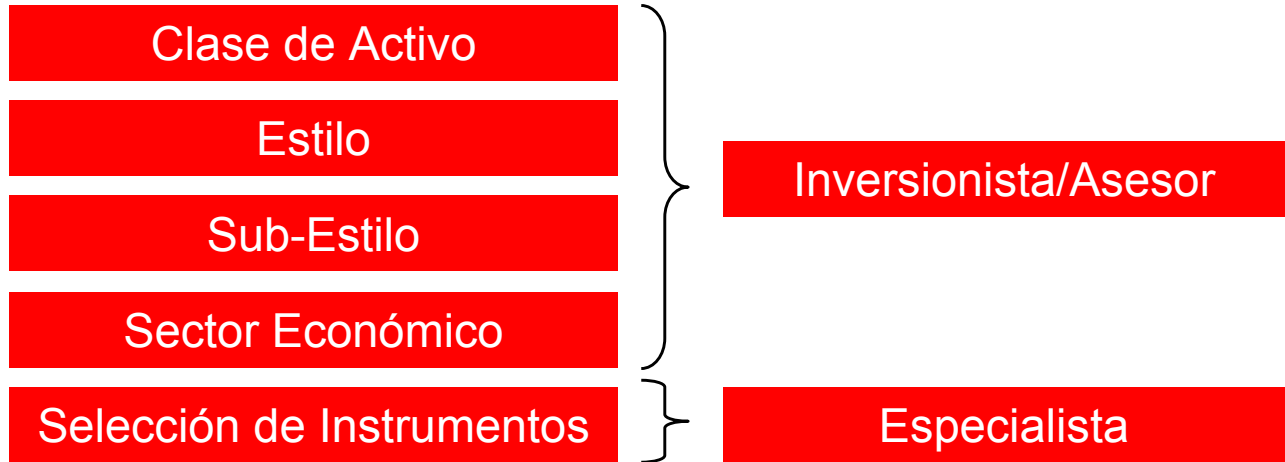 Clase de Activo
Estilo
Sub-Estilo
Sector Económico
Selección de Instrumentos
Inversionista/Asesor
Especialista